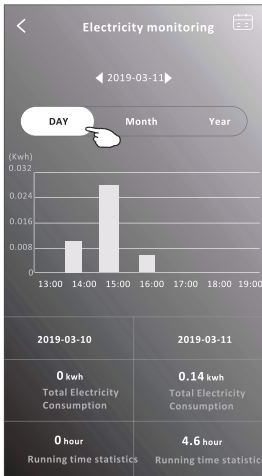 Electricity monitoring
2019-03-11
DAY Month Year
(Kwh)
0.032
0.024
0.016
0.008
0
13:00 14:00 15:00 16:00 17:00 18:00 19:00
2019-03-10 2019-03-11
0 kwh 0.14 kwh
Total Electricity Total Electricity
Consumption Consumption
0 hour 4.6 hour
Running time statistics Running time statistic